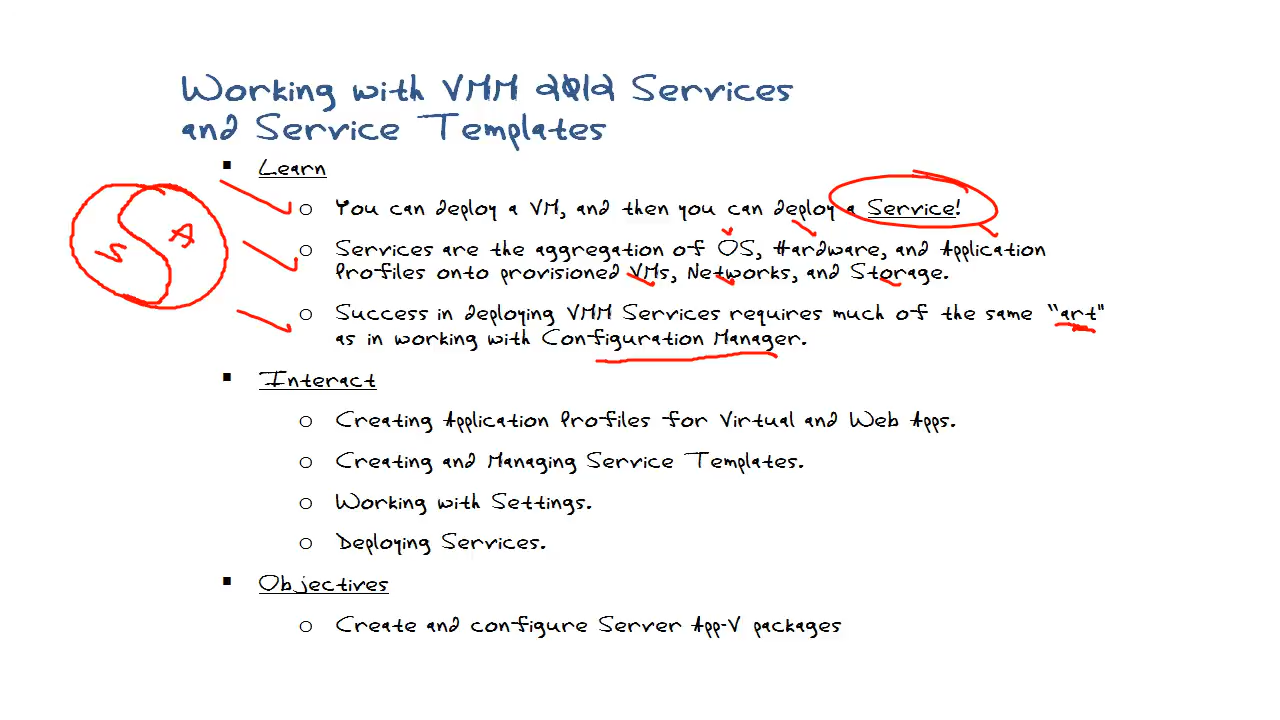 Working with VMM 2012 Services
and Service Templates
Learn
You can deploy a VM, and then you can deploy a Service!
Services are the aggregation of OS, Hardware, and Application
Profiles onto provisioned VMs, Networks, and Storage.
Success in deploying VMM Services requires much of the same "art"
as in working with Configuration Manager.
Interact
Creating Application Profiles for Virtual and Web Apps.
Creating and Managing Service Templates.
Working with Settings.
Deploying Services.
Objectives
Create and configure Server App-V packages
S A